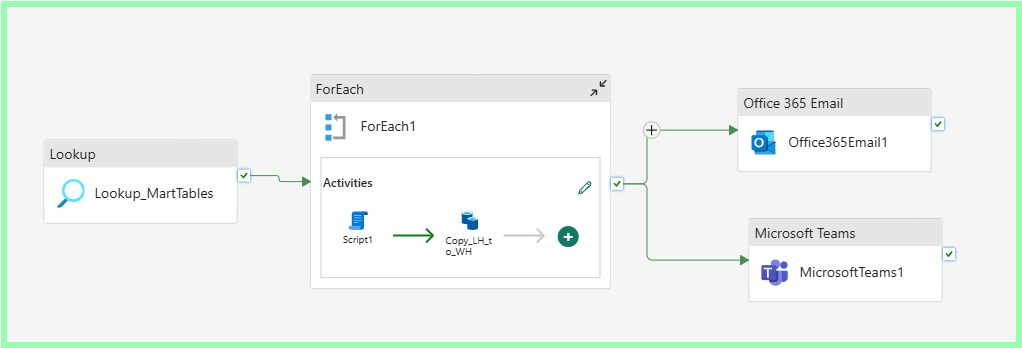 Lookup
Lookup_MartTables
ForEach
ForEach1
Activities
Script1
Copy_LH_t
o_WH
Office 365 Email
Office365Email1
Microsoft Teams
MicrosoftTeams1